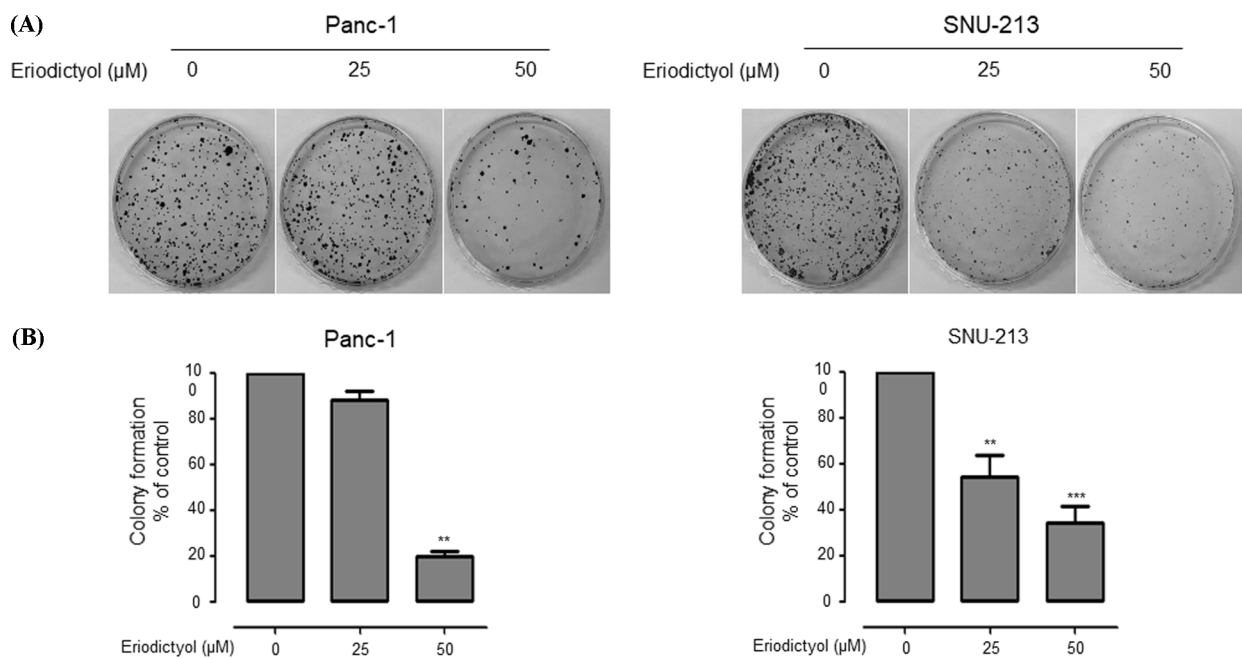 (A)
Panc-1
SNU-213
Eriodictyol (µM) 0 25 50
Eriodictyol (µM) 0 25 50
(B)
Panc-1
Colony formation
% of control
10
0
80
60
40
20
0
**
Eriodictyol (µM) 0 25 50
SNU-213
Colony formation
% of control
10
0
80
60
40
20
0
**
***
Eriodictyol (µM) 0 25 50